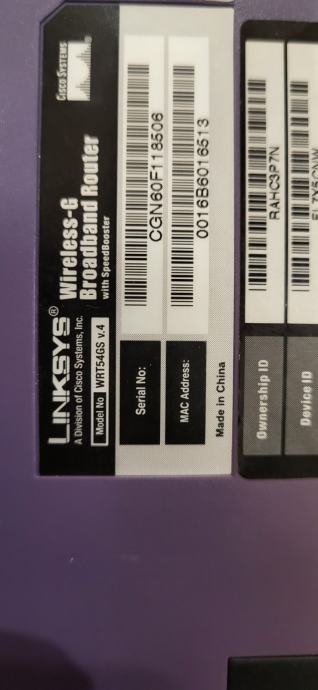 LINKSYS®
A Division of Cisco Systems, Inc.
CISCO SYSTEMS
Wireless-G
Broadband Router
with SpeedBooster
Model No WRT54GS v.4
Serial No:
CGN60F118506
MAC Address:
0016B6016513
Made in China
Ownership ID
RAHC3P7N
Device ID